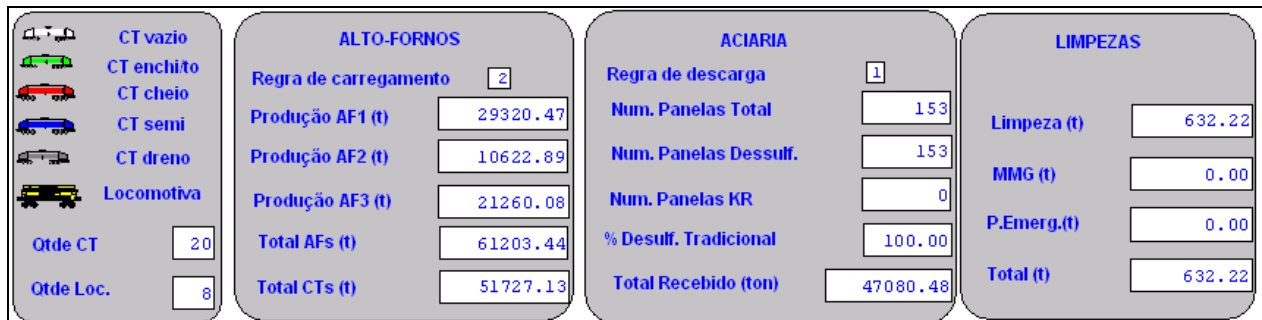 CT vazio
CT enchi/to
CT cheio
CT semi
CT dreno
Locomotiva
Qtde CT 20
Qtde Loc. 8
ALTO-FORNOS
Regra de carregamento 2
Produção AF1 (t) 29320.47
Produção AF2 (t) 10622.89
Produção AF3 (t) 21260.08
Total AFs (t) 61203.44
Total CTs (t) 51727.13
ACIARIA
Regra de descarga 1
Num. Panelas Total 153
Num. Panelas Dessulf. 153
Num. Panelas KR 0
% Desulf. Tradicional 100.00
Total Recebido (ton) 47080.48
LIMPEZAS
Limpeza (t) 632.22
MMG (t) 0.00
P.Emerg.(t) 0.00
Total (t) 632.22